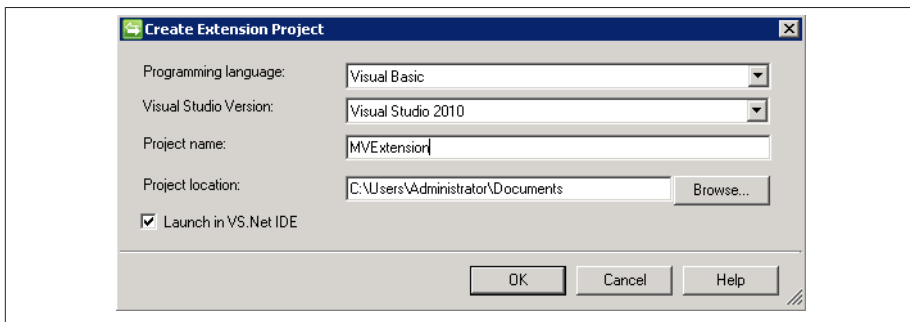 Create Extension Project
Programming language: Visual Basic
Visual Studio Version: Visual Studio 2010
Project name: MVExtension
Project location: C:\Users\Administrator\Documents Browse...
Launch in VS.Net IDE
OK Cancel Help